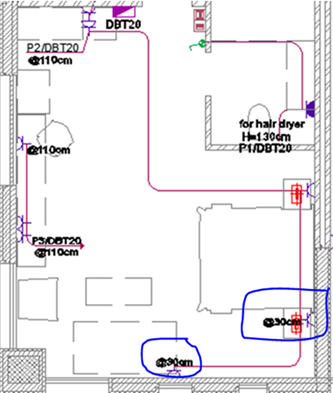 DBT20
P2/DBT20
@110cm
for hair dryer
H=130cm
P1/DBT20
@110cm
P3/DBT20
@110cm
@30cm
@30cm